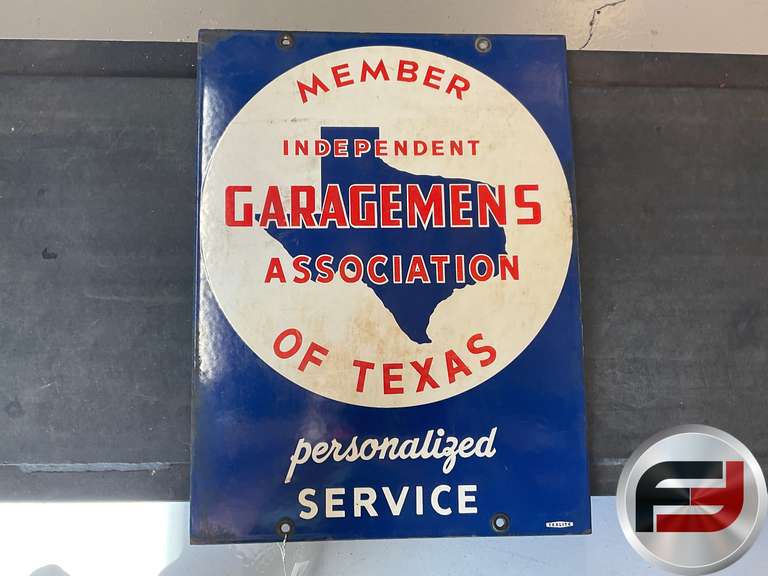 MEMBER
INDEPENDENT
GARAGEMENS
ASSOCIATION
OF TEXAS
personalized
SERVICE